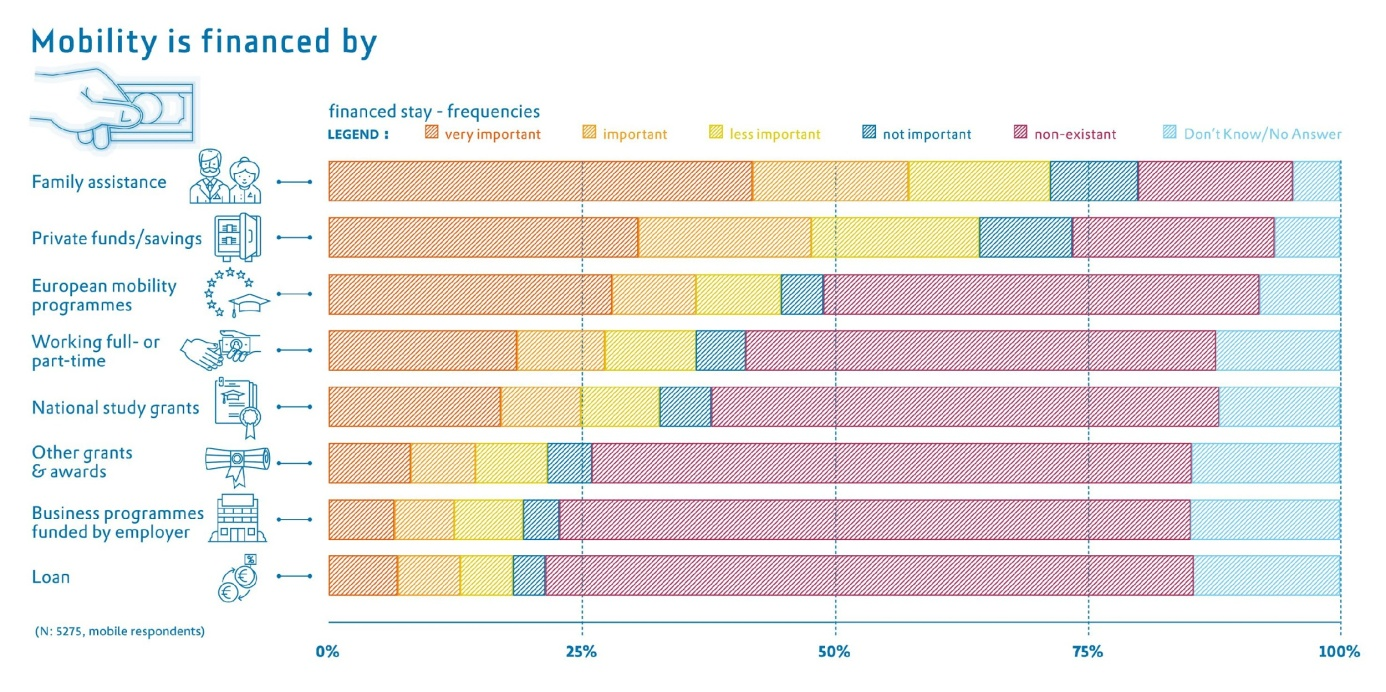 Mobility is financed by
financed stay - frequencies
LEGEND : very important important less important not important non-existant Don't Know/No Answer
Family assistance
Private funds/savings
European mobility
programmes
Working full- or
part-time
National study grants
Other grants
& awards
Business programmes
funded by employer
Loan
%
€
€
(N: 5275, mobile respondents)
0% 25% 50% 75% 100%